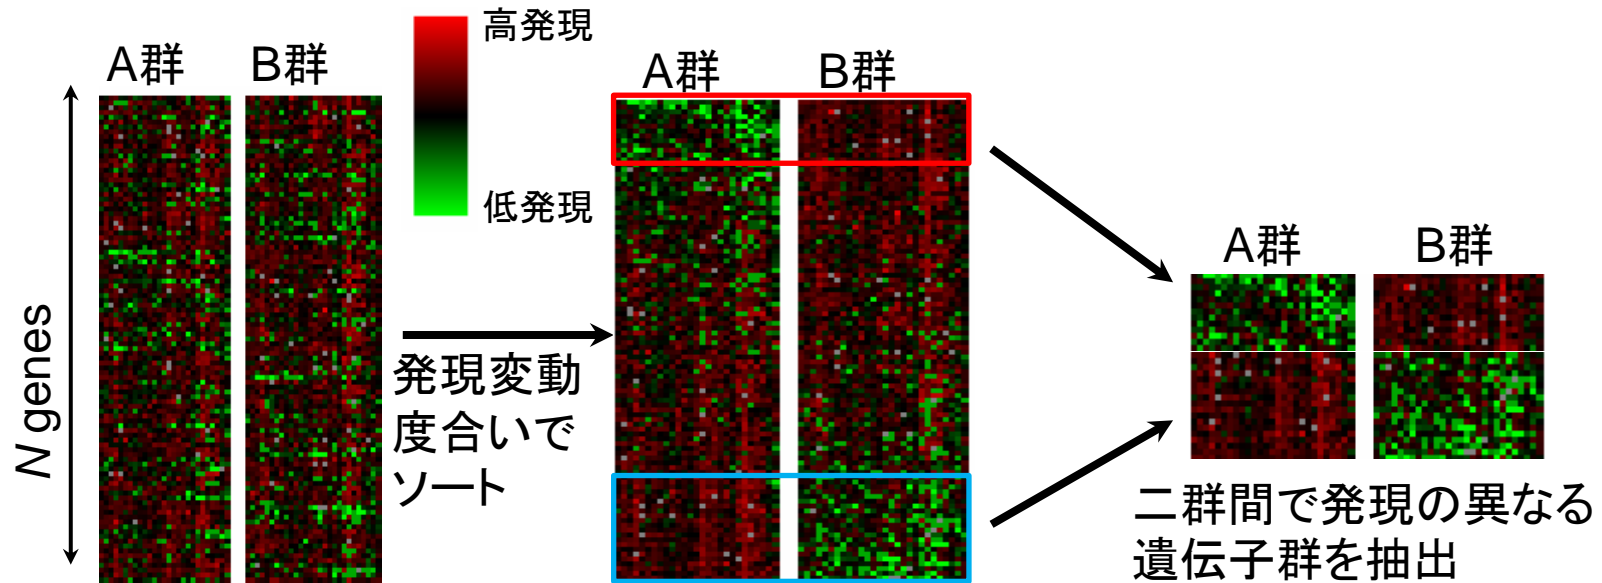 A群
B群
N genes
高発現
低発現
発現変動
度合いで
ソート
A群
B群
A群
B群
二群間で発現の異なる
遺伝子群を抽出